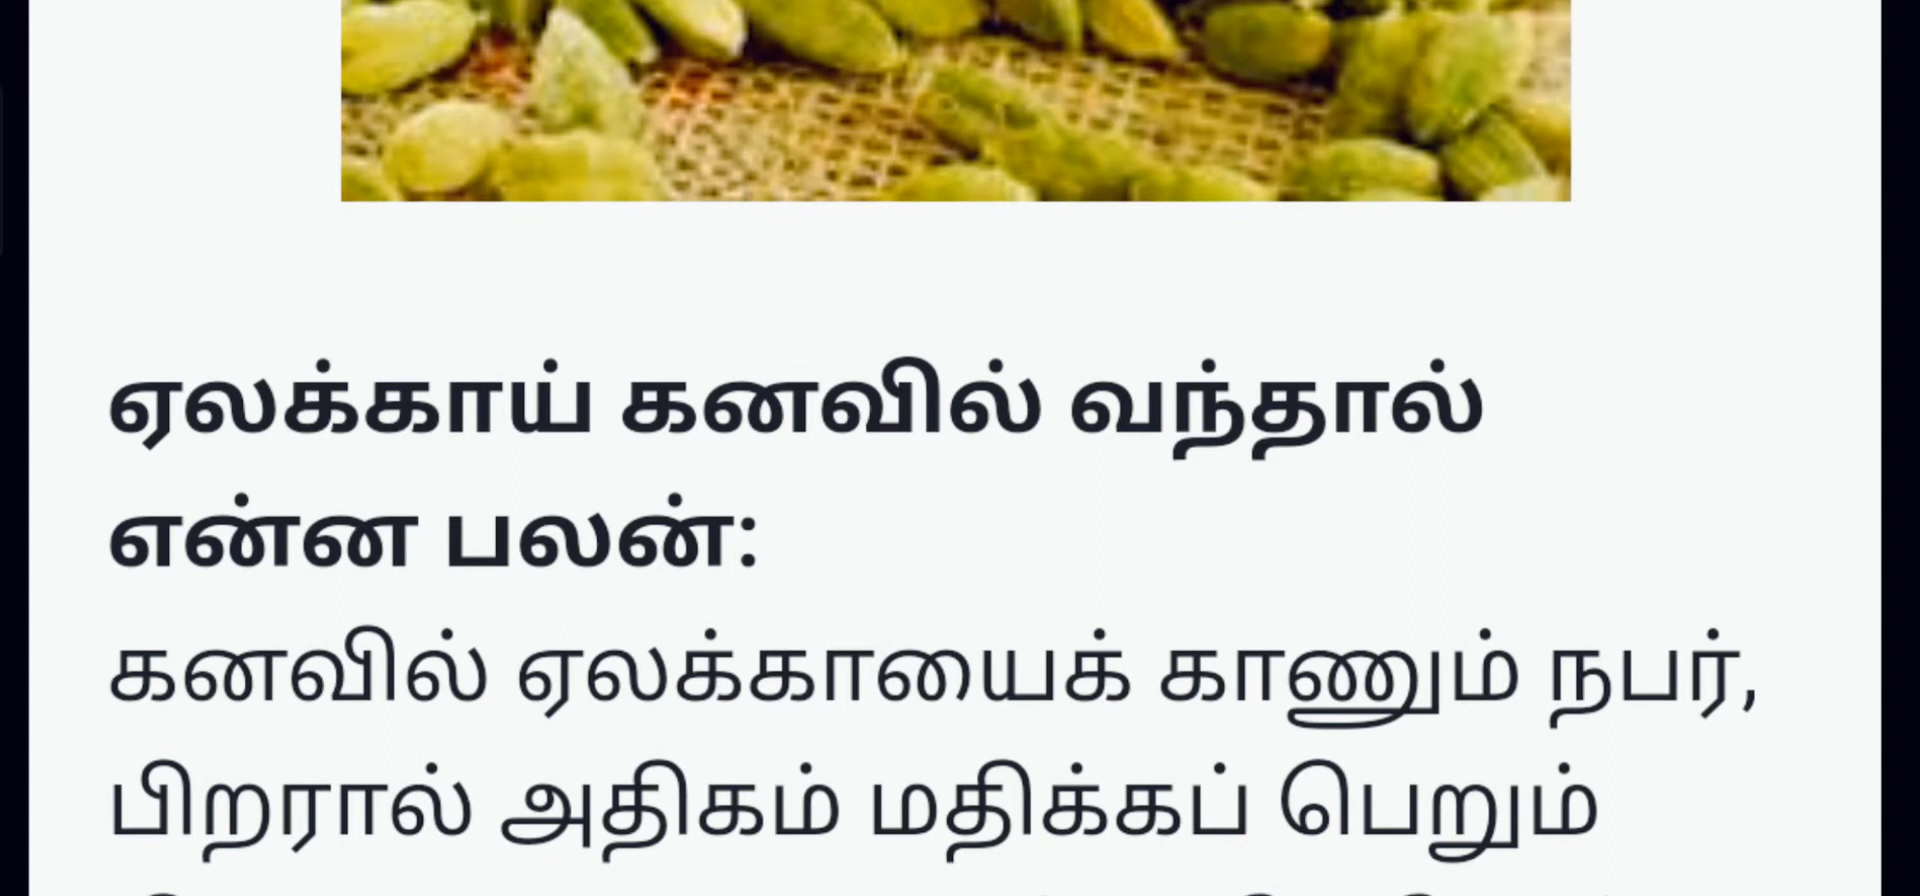 ஏலக்காய் கனவில் வந்தால்
என்ன பலன்:
கனவில் ஏலக்காயைக் காணும் நபர்,
பிறரால் அதிகம் மதிக்கப் பெறும்